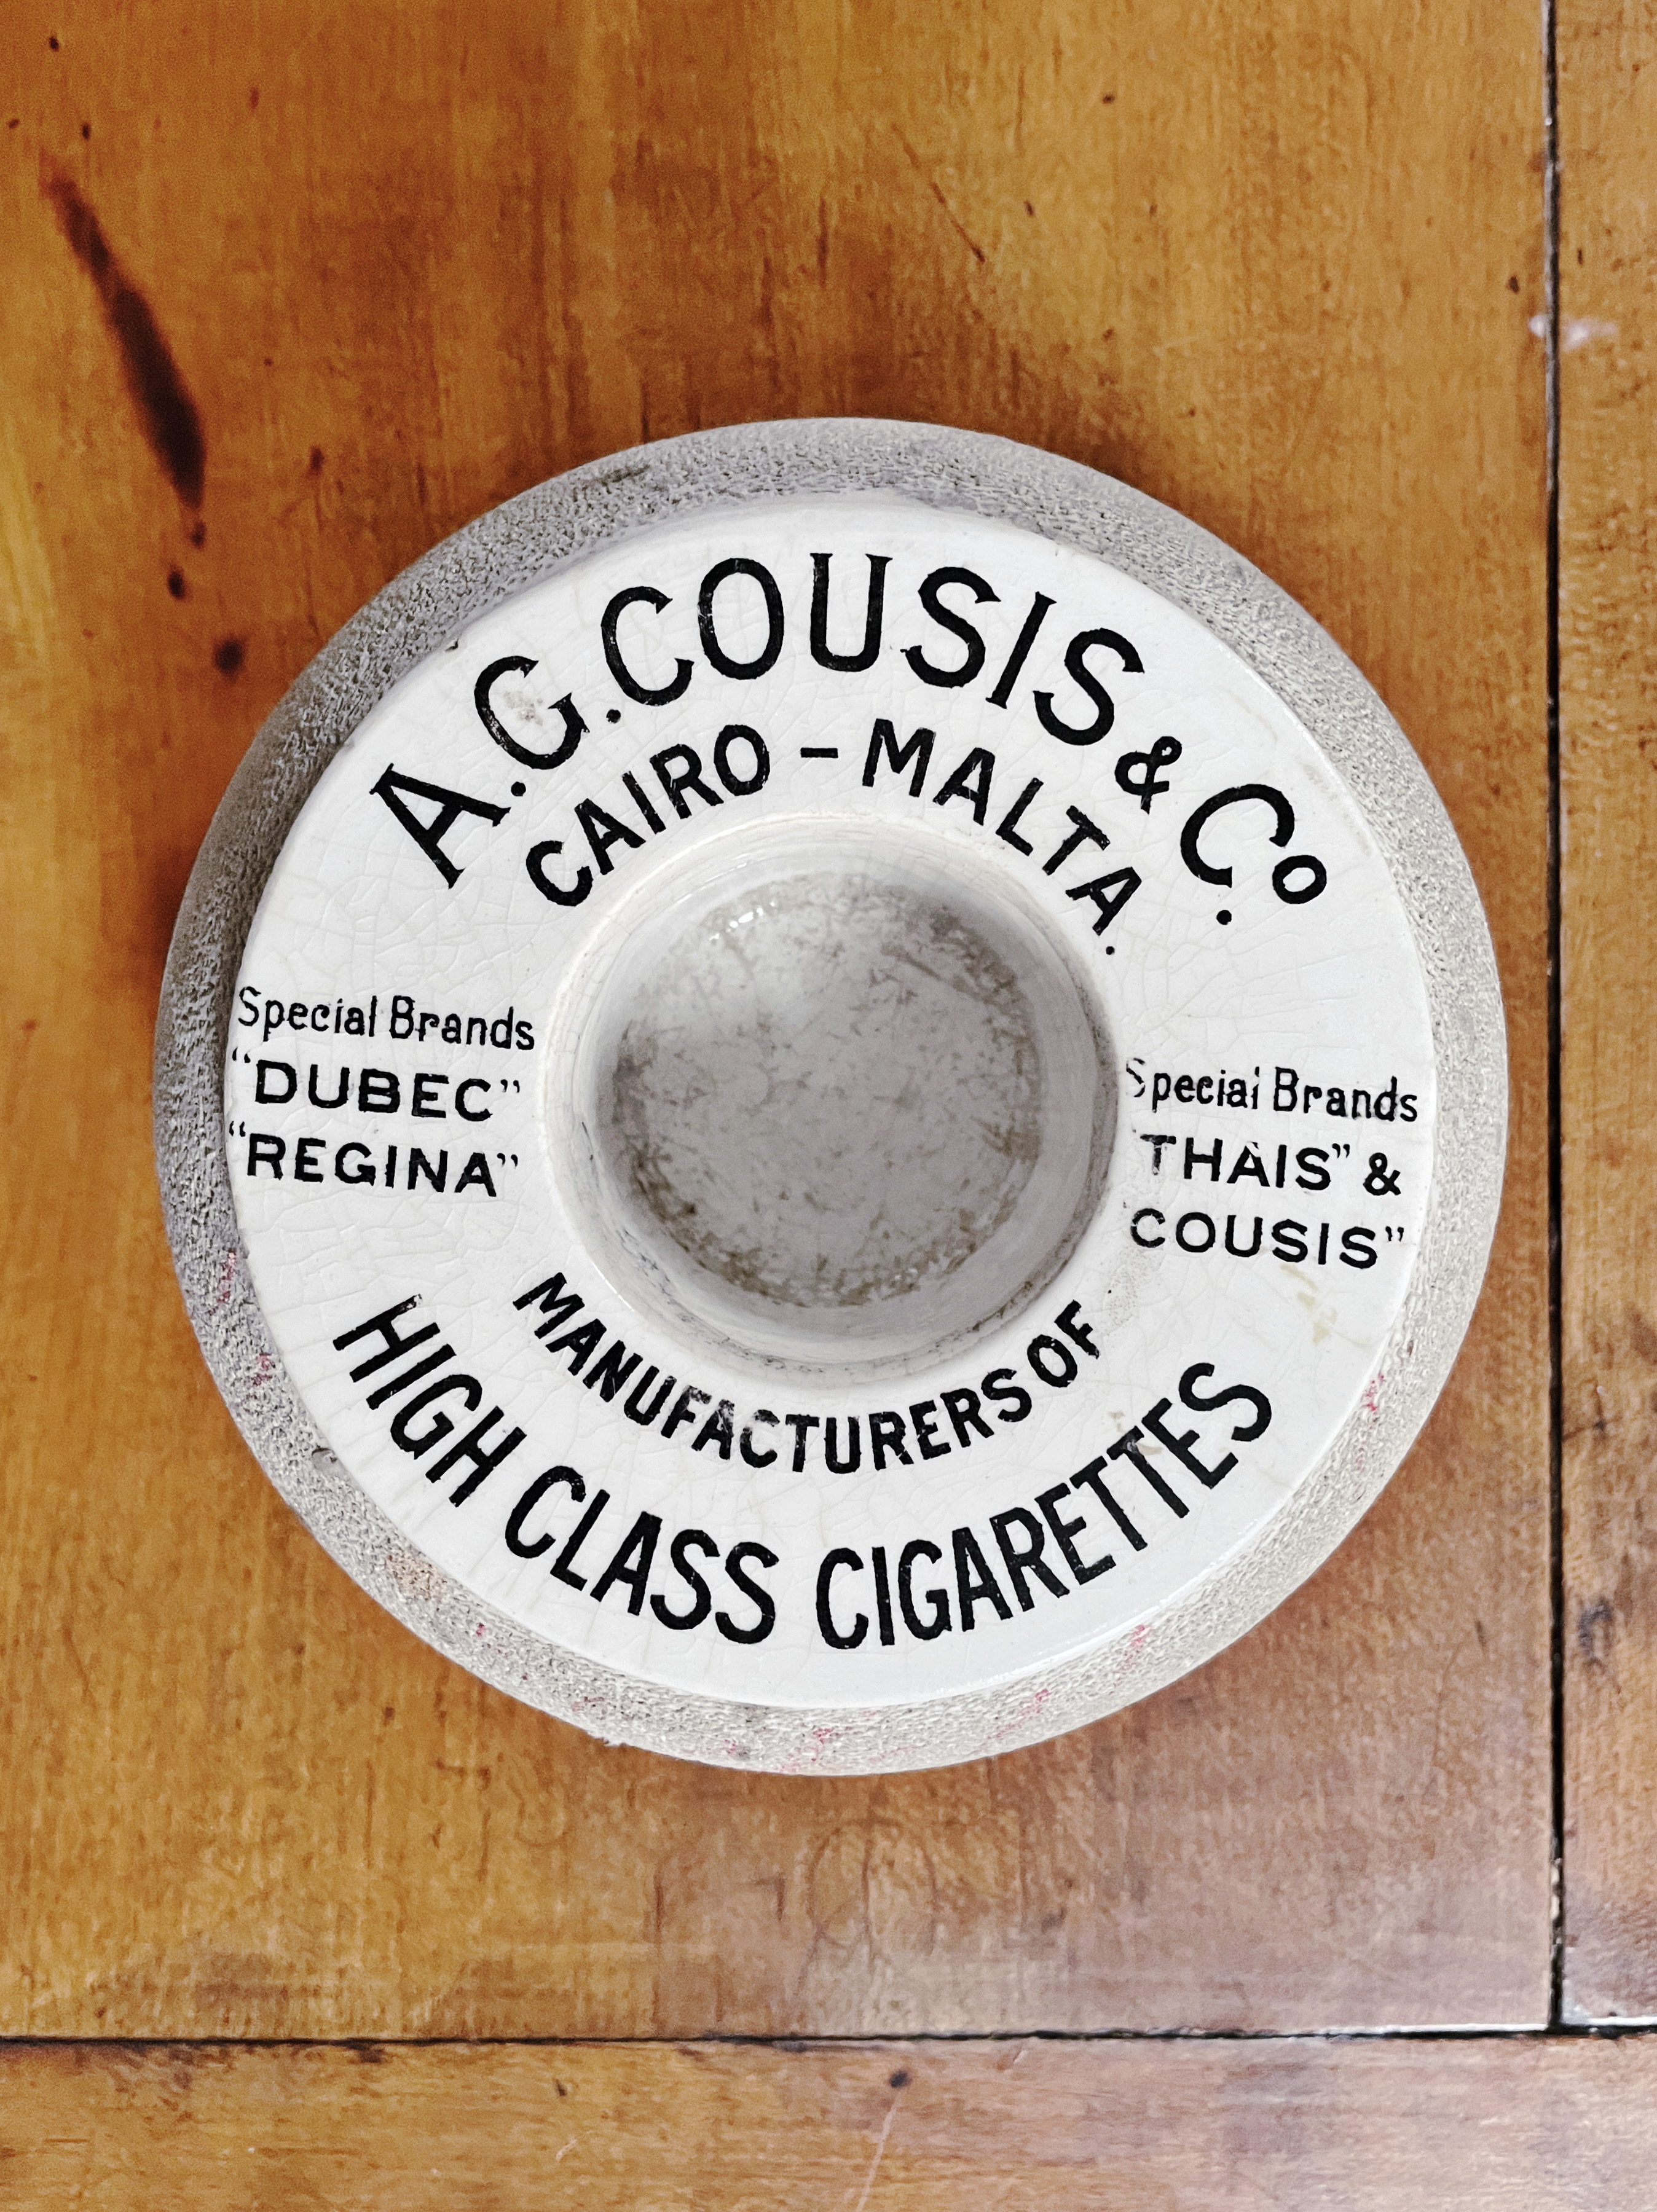 A.G.COUSIS & Co.
CAIRO – MALTA.
Special Brands
“DUBEC”
“REGINA”
Special Brands
THAIS” &
COUSIS”
MANUFACTURERS OF
HIGH CLASS CIGARETTES